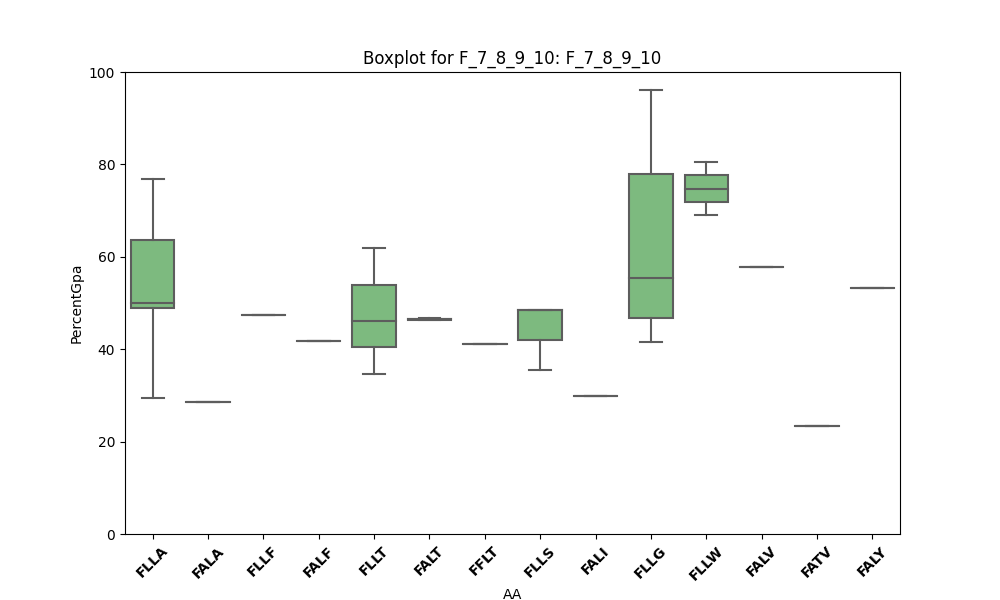 Boxplot for F_7_8_9_10: F_7_8_9_10
100
80
60
40
20
0
PercentGpa
FLLA
FALA
FLLF
FALF
FLLT
FALT
FFLT
FLLS
FALI
FLLG
FLLW
FALV
FATV
FALY
AA